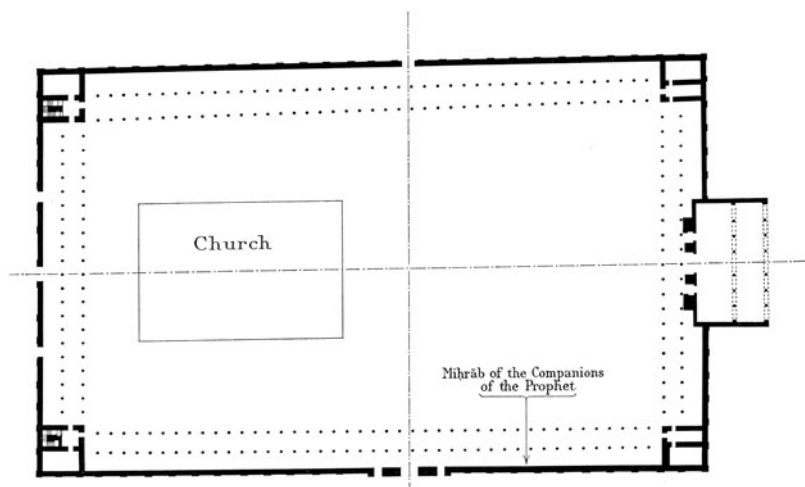 Church
Miḥrāb of the Companions
of the Prophet